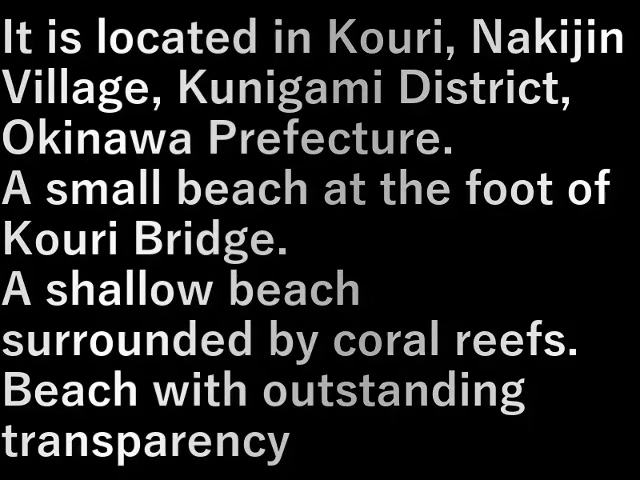 It is located in Kouri, Nakijin
Village, Kunigami District,
Okinawa Prefecture.
A small beach at the foot of
Kouri Bridge.
A shallow beach
surrounded by coral reefs.
Beach with outstanding
transparency